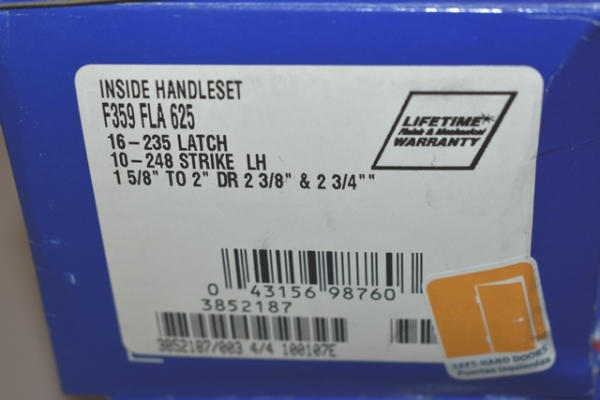 INSIDE HANDLESET
F359 FLA 625
16-235 LATCH
10-248 STRIKE LH
1 5/8" TO 2" DR 2 3/8" & 2 3/4""
LIFETIME*
Finish & Mechanical
WARRANTY
0 43156 98760
3852187
3852187/003 4/4 100107E
LEFT-HAND DOORS
Puertas izquierdas